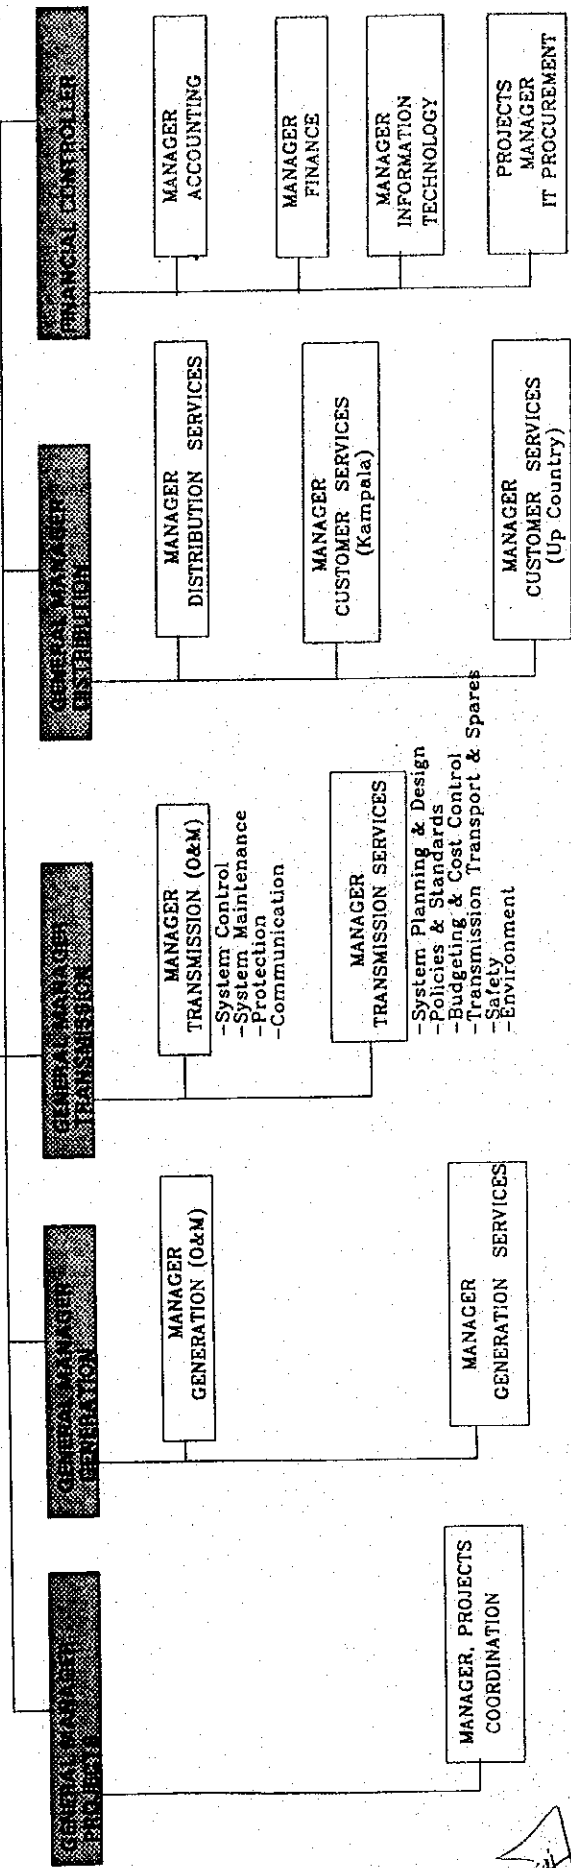 GENERAL MANAGER
PROJECTS
MANAGER, PROJECTS
COORDINATION
GENERAL MANAGER
GENERATION
MANAGER
GENERATION (O&M)
MANAGER
GENERATION SERVICES
GENERAL MANAGER
TRANSMISSION
MANAGER
TRANSMISSION (O&M)
-System Control
-System Maintenance
-Protection
-Communication
MANAGER
TRANSMISSION SERVICES
-System Planning & Design
-Policies & Standards
-Budgeting & Cost Control
-Transmission Transport & Spares
-Safety
-Environment
GENERAL MANAGER
DISTRIBUTION
MANAGER
DISTRIBUTION SERVICES
MANAGER
CUSTOMER SERVICES
(Kampala)
MANAGER
CUSTOMER SERVICES
(Up Country)
FINANCIAL CONTROLLER
MANAGER
ACCOUNTING
MANAGER
FINANCE
MANAGER
INFORMATION
TECHNOLOGY
PROJECTS
MANAGER
IT PROCUREMENT